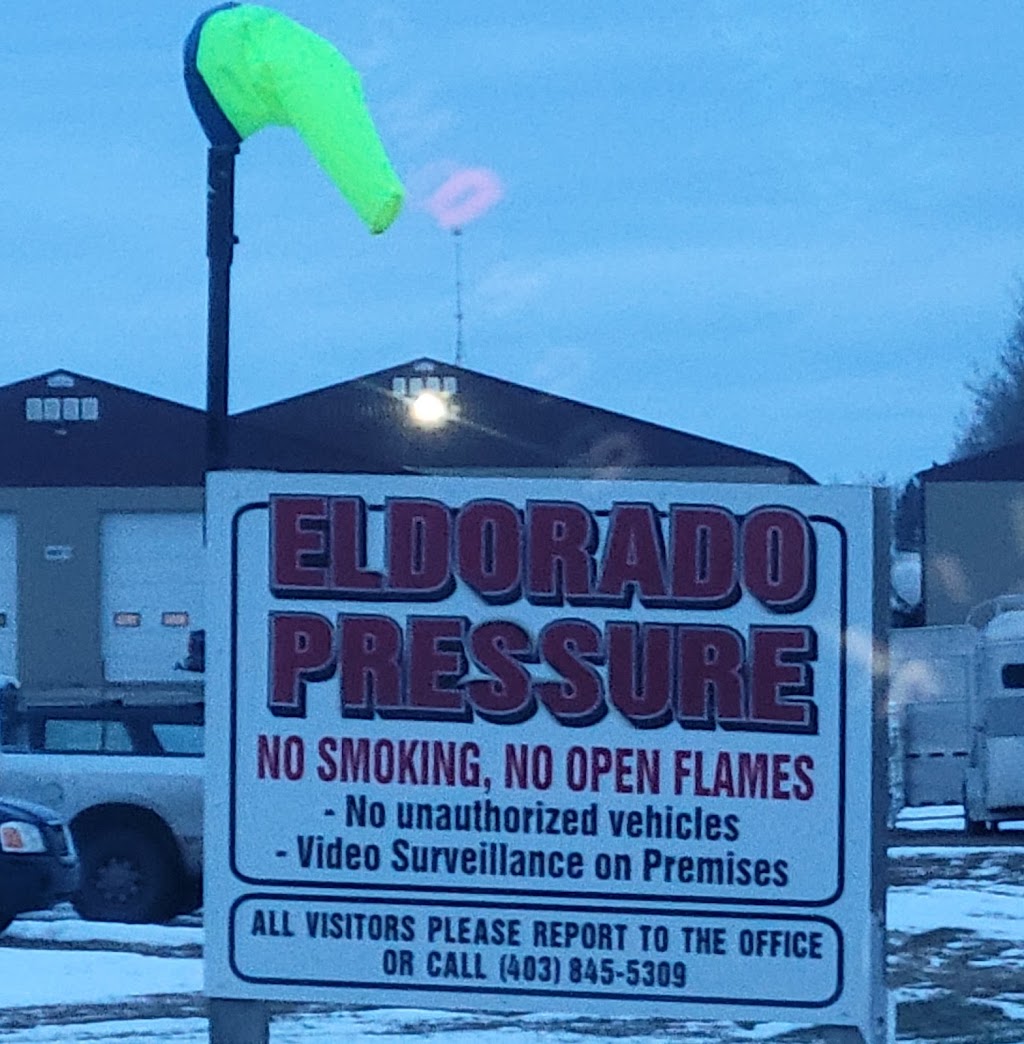 ELDORADO
PRESSURE
NO SMOKING, NO OPEN FLAMES
- No unauthorized vehicles
- Video Surveillance on Premises
ALL VISITORS PLEASE REPORT TO THE OFFICE
OR CALL (403) 845-5309